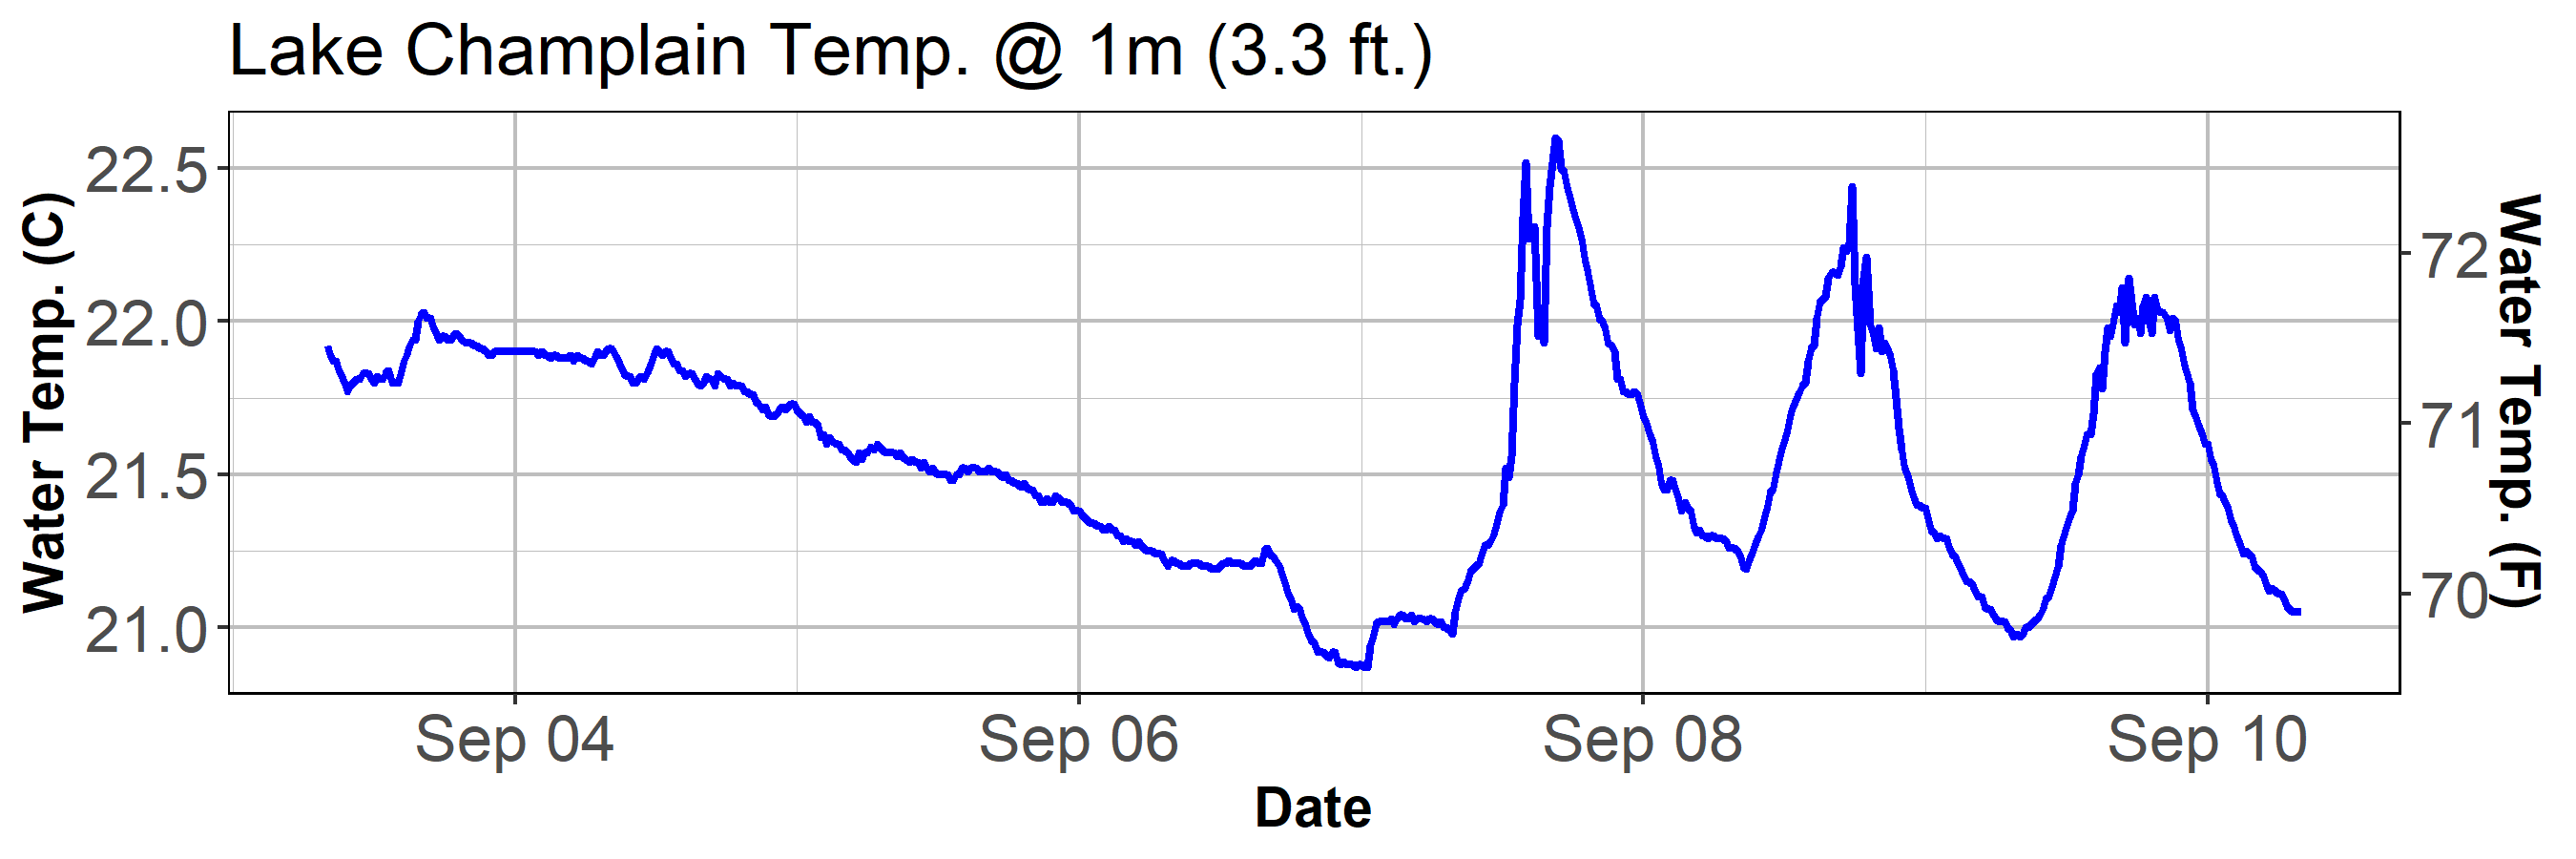 Lake Champlain Temp. @ 1m (3.3 ft.)
Water Temp. (C)
22.5
22.0
21.5
21.0
72
71
70
Water Temp. (F)
Sep 04 Sep 06 Sep 08 Sep 10
Date